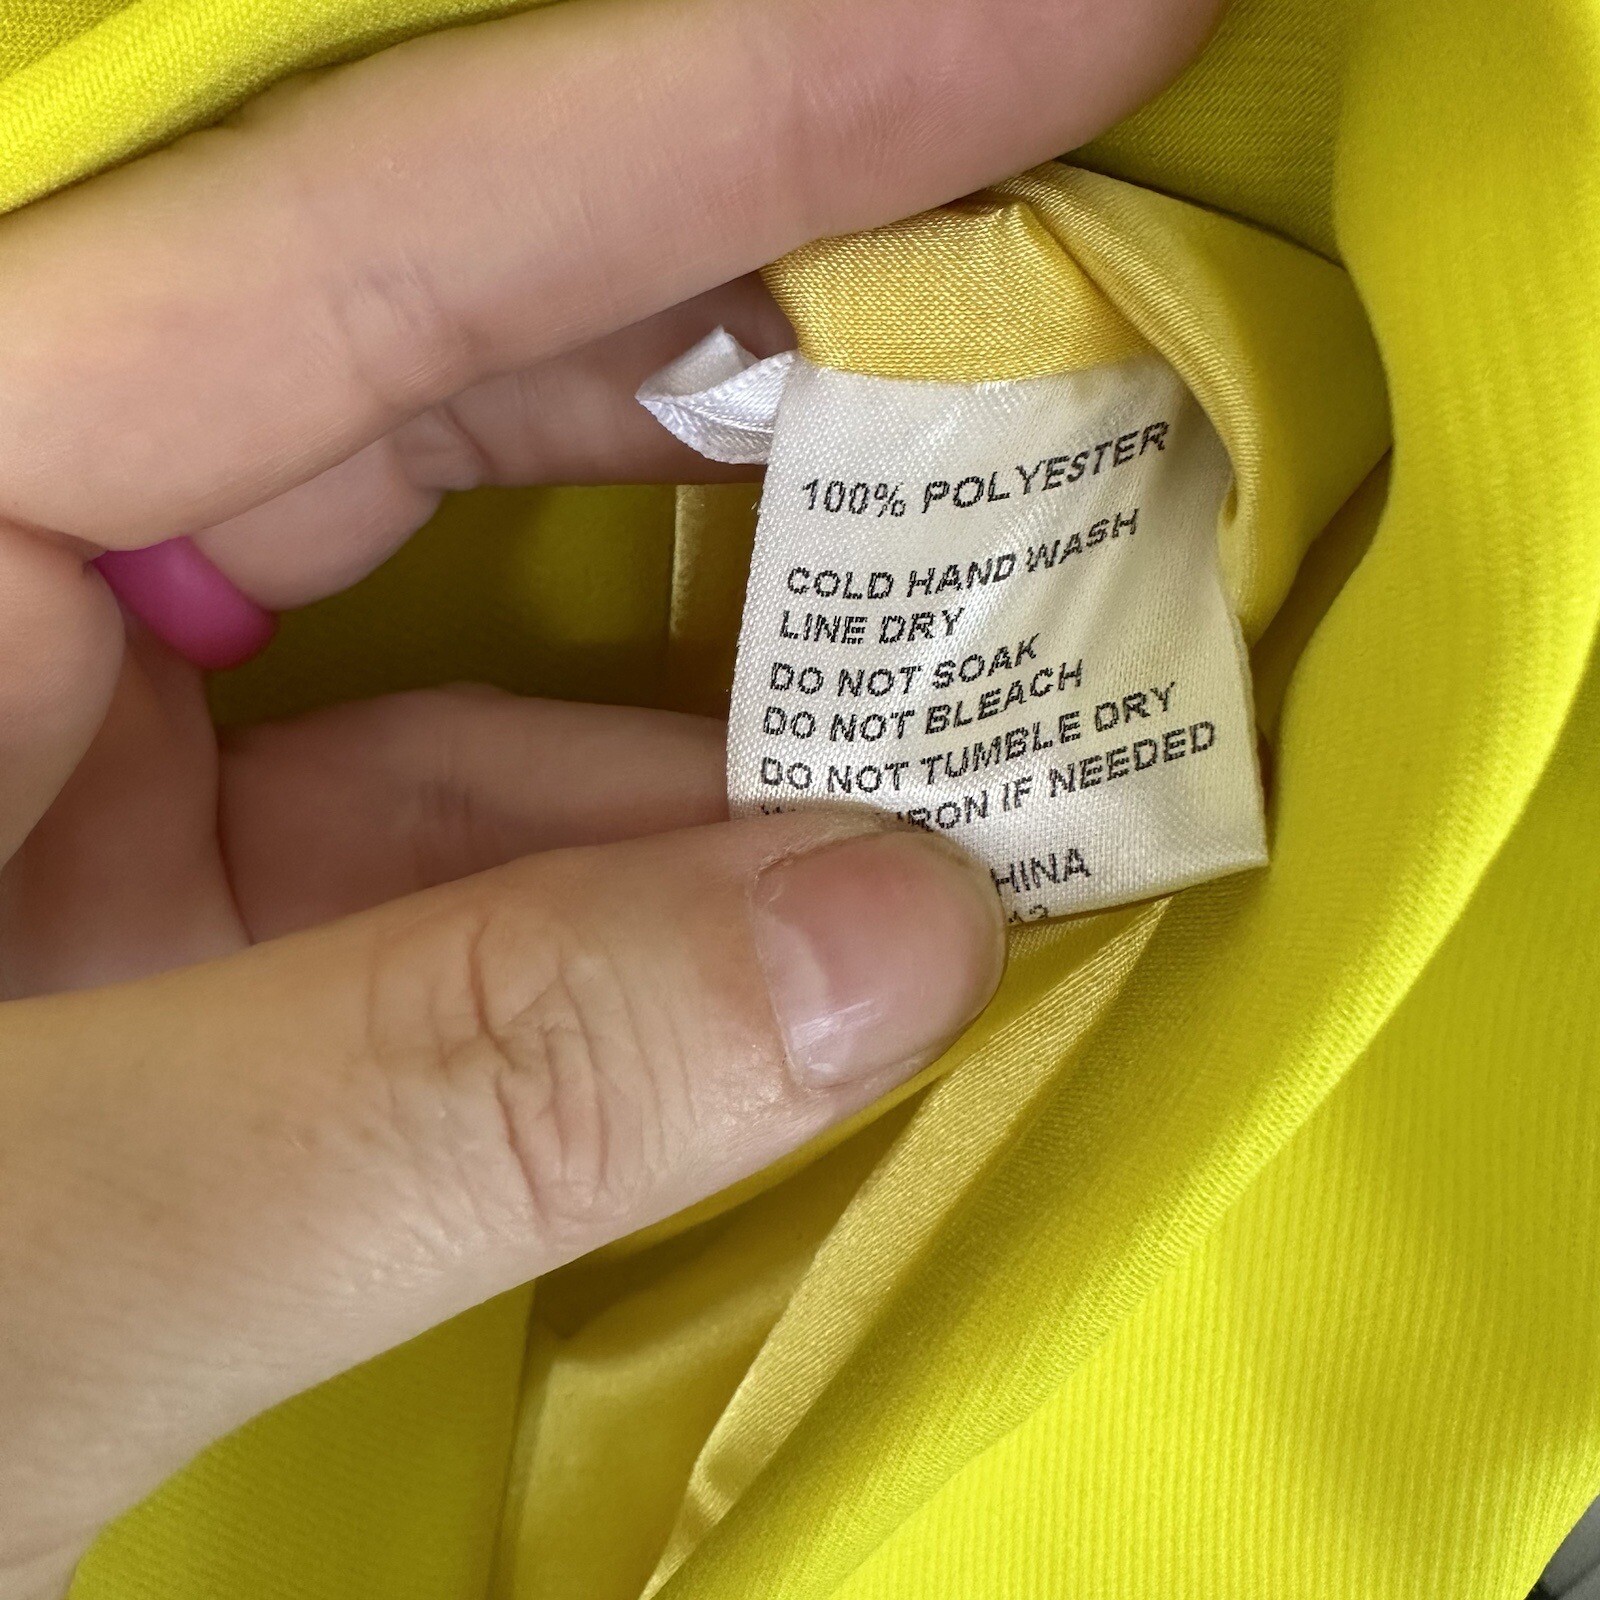 100% POLYESTER
COLD HAND WASH
LINE DRY
DO NOT SOAK
DO NOT BLEACH
DO NOT TUMBLE DRY
IRON IF NEEDED
HINA